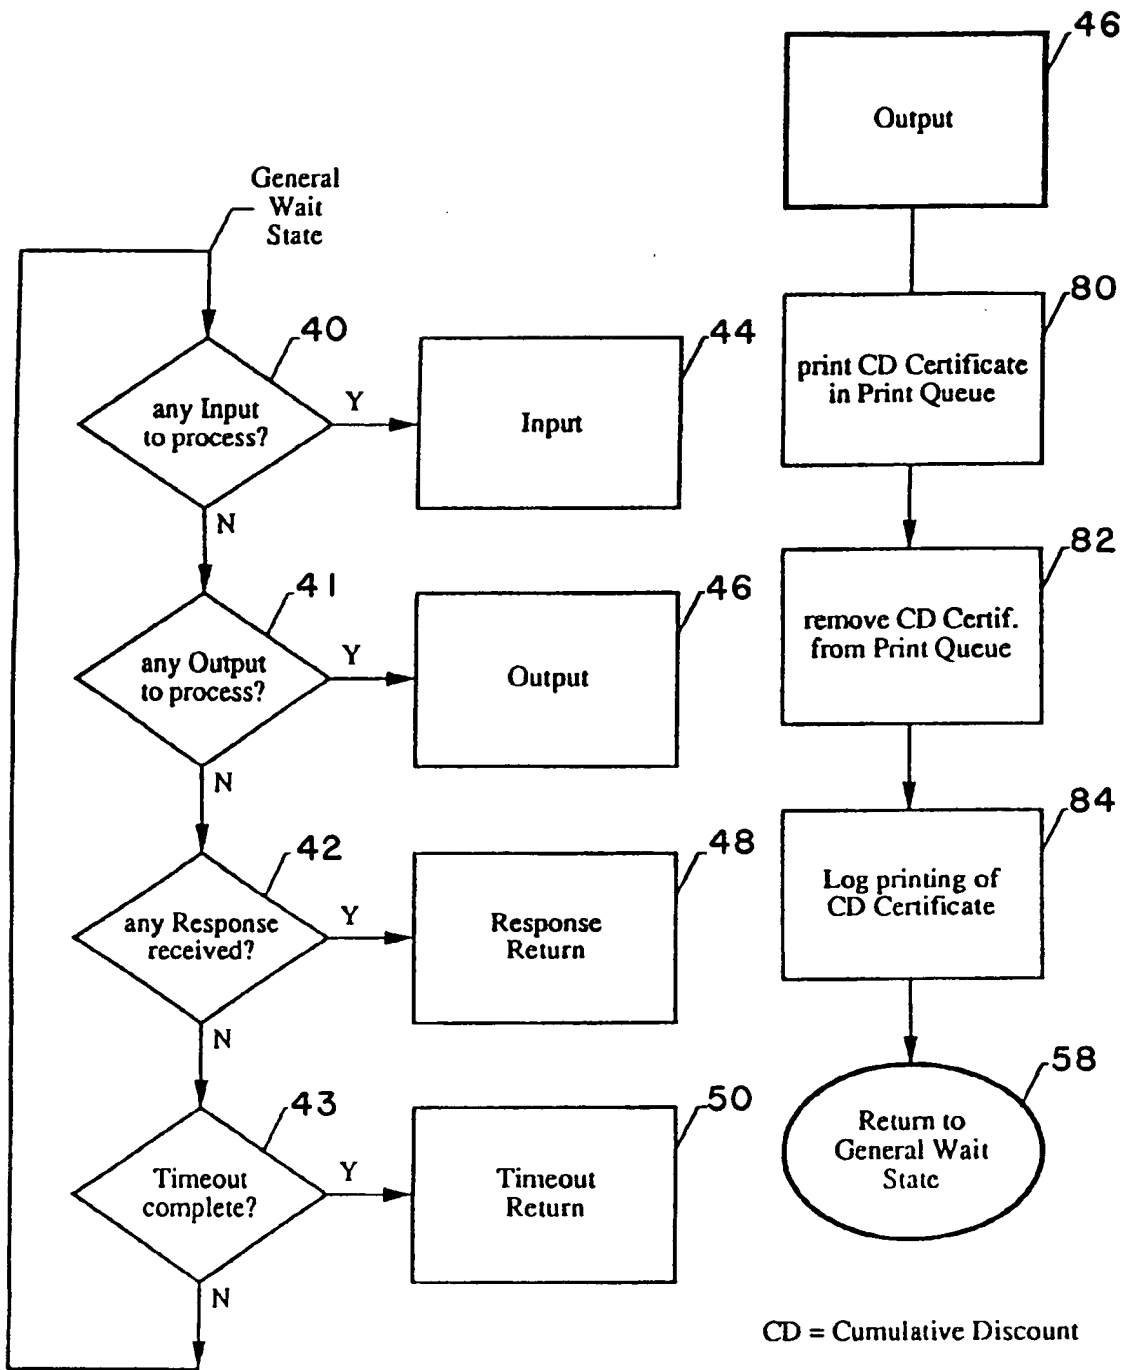 General
Wait
State
40
any Input
to process?
Y
N
44
Input
41
any Output
to process?
Y
N
46
Output
42
any Response
received?
Y
N
48
Response
Return
43
Timeout
complete?
Y
N
50
Timeout
Return
46
Output
80
print CD Certificate
in Print Queue
82
remove CD Certif.
from Print Queue
84
Log printing of
CD Certificate
58
Return to
General Wait
State
CD = Cumulative Discount